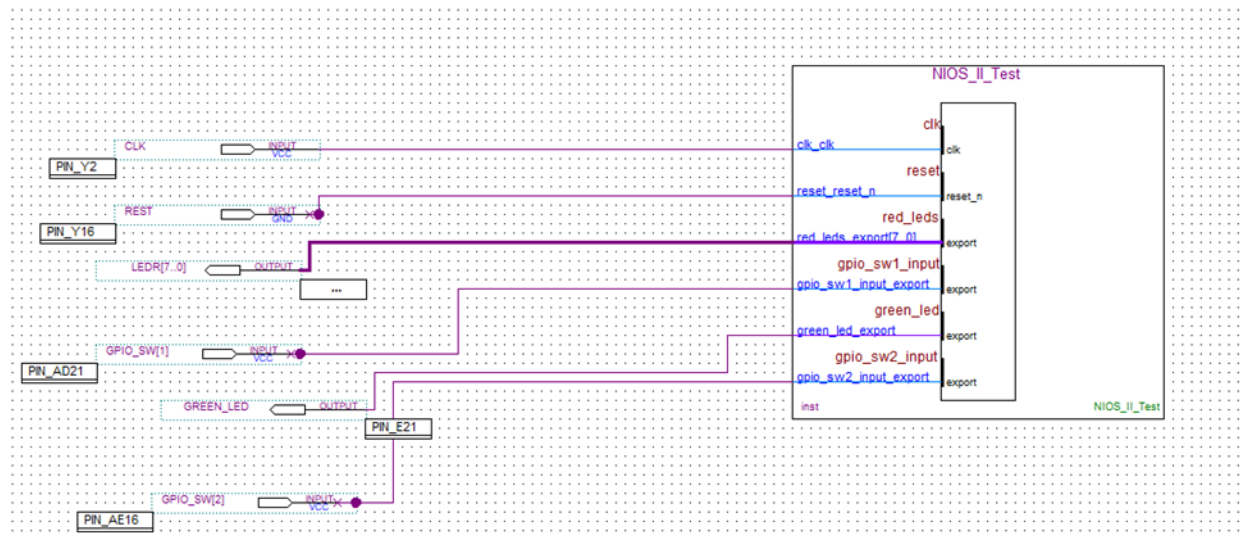 NIOS_II_Test
clk
CLK
INPUT
VCC
clk_clk
clk
PIN_Y2
reset
reset_reset_n
reset_n
REST
INPUT
GND
PIN_Y16
red_leds
red_leds_export[7..0]
export
LEDR[7..0]
OUTPUT
...
gpio_sw1_input
gpio_sw1_input_export
export
green_led
green_led_export
export
GPIO_SW[1]
INPUT
VCC
PIN_AD21
gpio_sw2_input
gpio_sw2_input_export
export
GREEN_LED
OUTPUT
inst
NIOS_II_Test
PIN_E21
GPIO_SW[2]
INPUT
VCC
PIN_AE16